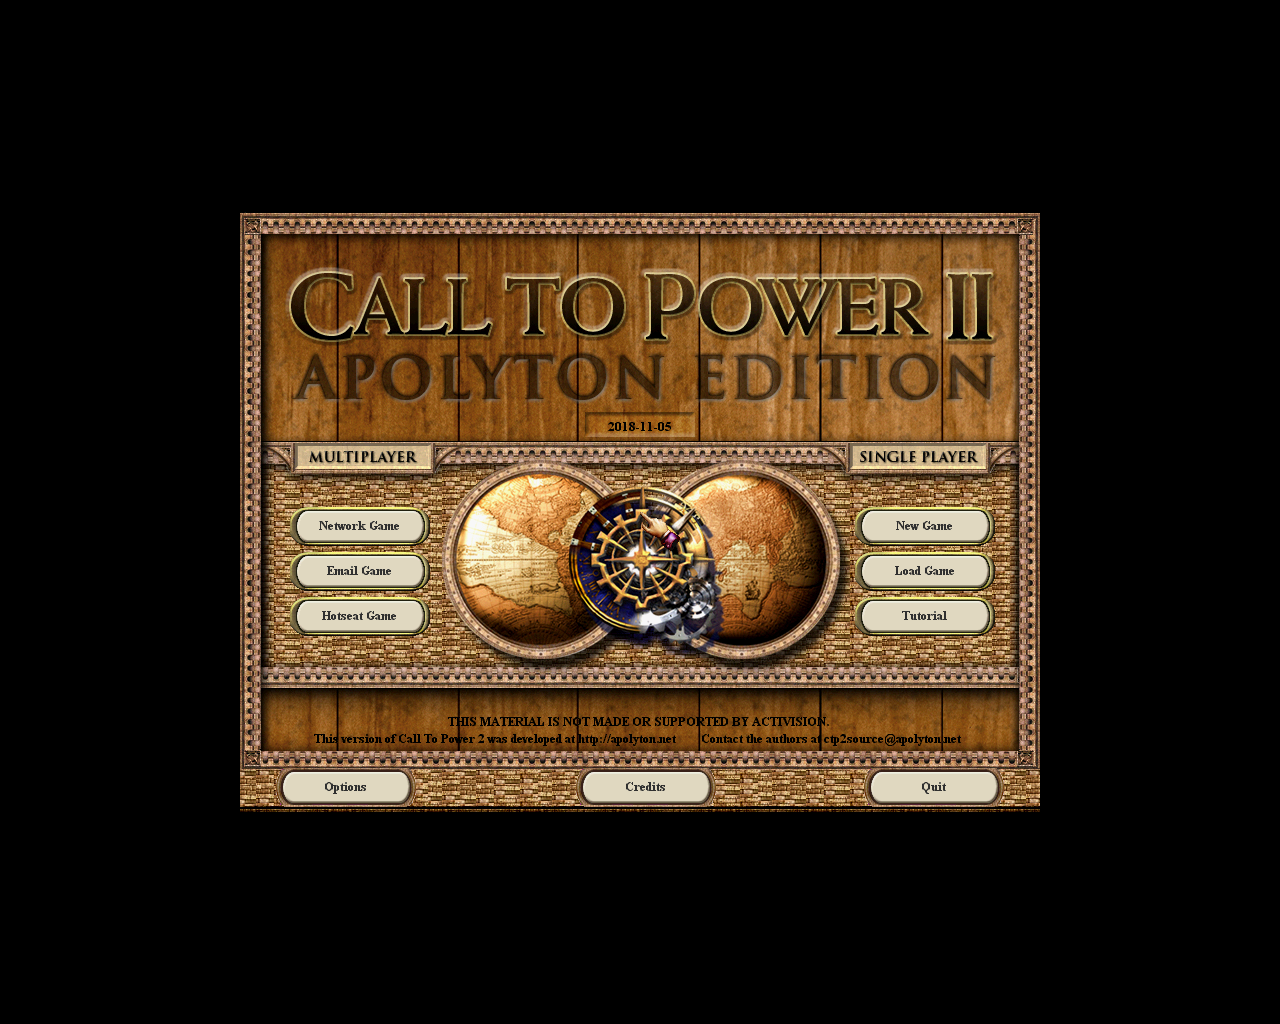 CALL TO POWER II
APOLYTON EDITION
2018-11-05
MULTIPLAYER
SINGLE PLAYER
Network Game
New Game
Email Game
Load Game
Hotseat Game
Tutorial
THIS MATERIAL IS NOT MADE OR SUPPORTED BY ACTIVISION.
This version of Call To Power 2 was developed at http://apolyton.net Contact the authors at ctp2source@apolyton.net
Options
Credits
Quit